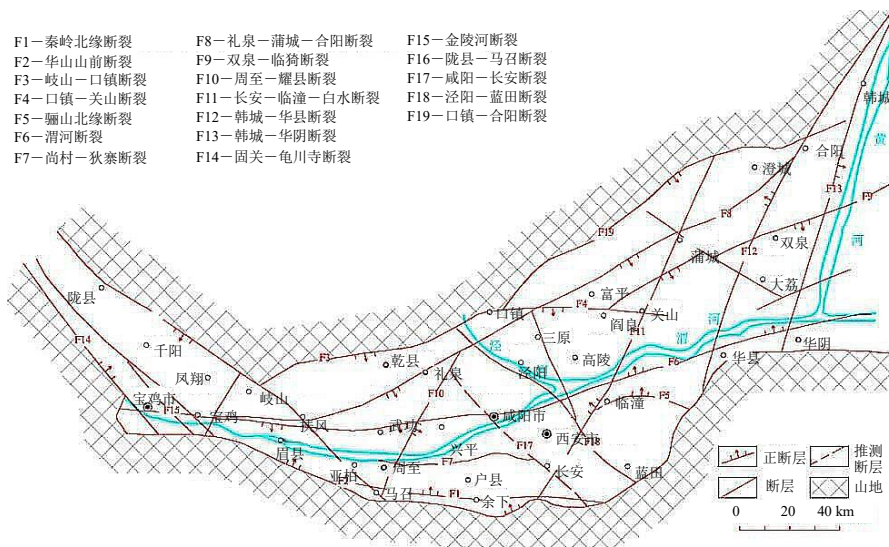 F1－秦岭北缘断裂
F2－华山山前断裂
F3－岐山－口镇断裂
F4－口镇－关山断裂
F5－骊山北缘断裂
F6－渭河断裂
F7－尚村－狄寨断裂
F8－礼泉－蒲城－合阳断裂
F9－双泉－临猗断裂
F10－周至－耀县断裂
F11－长安－临潼－白水断裂
F12－韩城－华县断裂
F13－韩城－华阴断裂
F14－固关－龟川寺断裂
F15－金陵河断裂
F16－陇县－马召断裂
F17－咸阳－长安断裂
F18－泾阳－蓝田断裂
F19－口镇－合阳断裂
韩城
黄
合阳
澄城
F13
F9
F8
F19
蒲城
F12
双泉
河
大荔
陇县
富平
口镇
F4
关山
阎良
F11
河
渭
F14
千阳
泾
三原
高陵
华县
华阴
F3
乾县
礼泉
泾阳
F6
凤翔
岐山
宝鸡市
F15
宝鸡
扶风
F10
武功
咸阳市
临潼
F5
眉县
兴平
F17
西安市
F18
亚柏
周至
F7
户县
长安
蓝田
马召
F1
余下
正断层
推测
断层
断层
山地
0 20 40 km